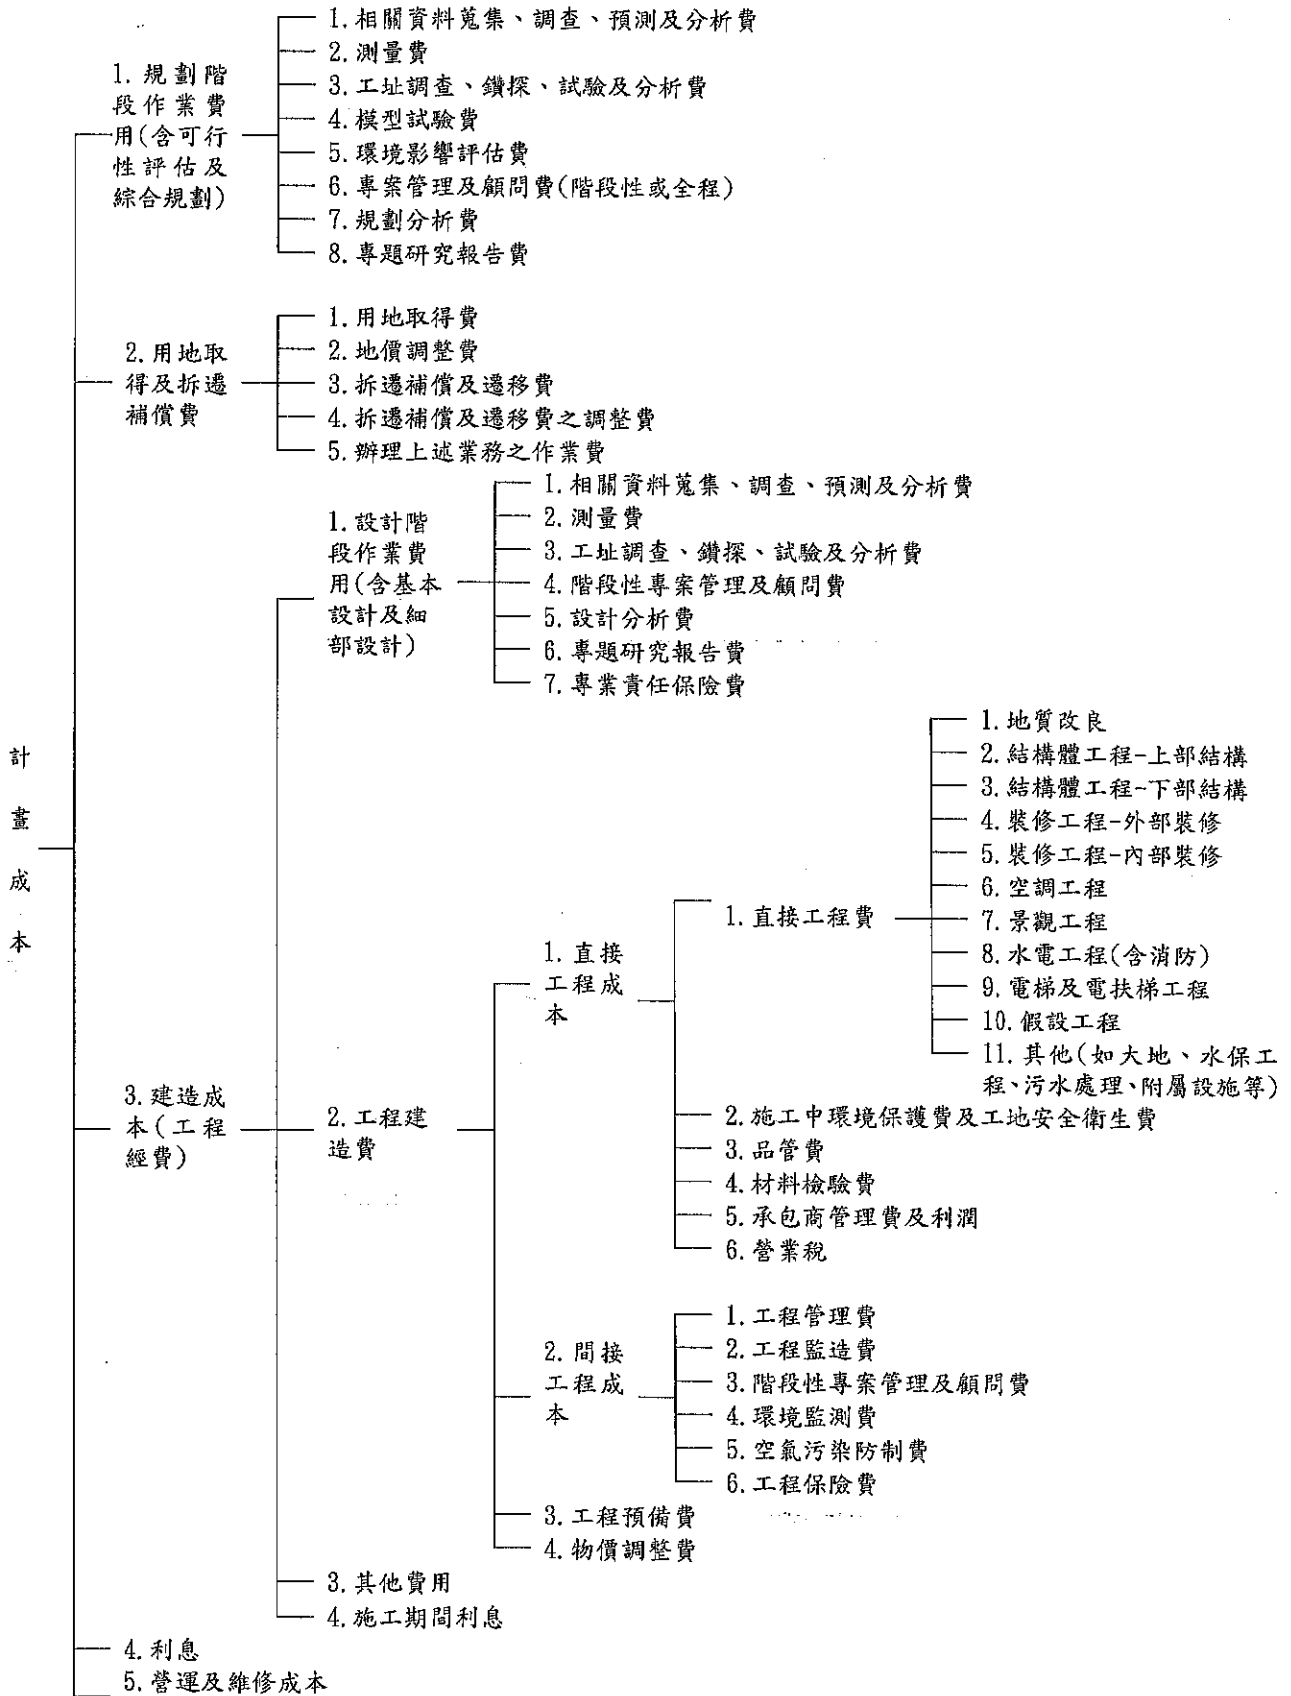 計
畫
成
本
1. 規劃階
段作業費
用(含可行
性評估及
綜合規劃)
1. 相關資料蒐集、調查、預測及分析費
2. 測量費
3. 工址調查、鑽探、試驗及分析費
4. 模型試驗費
5. 環境影響評估費
6. 專案管理及顧問費(階段性或全程)
7. 規劃分析費
8. 專題研究報告費
2. 用地取
得及拆遷
補償費
1. 用地取得費
2. 地價調整費
3. 拆遷補償及遷移費
4. 拆遷補償及遷移費之調整費
5. 辦理上述業務之作業費
3. 建造成
本(工程
經費)
1. 設計階
段作業費
用(含基本
設計及細
部設計)
1. 相關資料蒐集、調查、預測及分析費
2. 測量費
3. 工址調查、鑽探、試驗及分析費
4. 階段性專案管理及顧問費
5. 設計分析費
6. 專題研究報告費
7. 專業責任保險費
2. 工程建
造費
1. 直接
工程成
本
1. 直接工程費
1. 地質改良
2. 結構體工程-上部結構
3. 結構體工程-下部結構
4. 裝修工程-外部裝修
5. 裝修工程-內部裝修
6. 空調工程
7. 景觀工程
8. 水電工程(含消防)
9. 電梯及電扶梯工程
10. 假設工程
11. 其他(如大地、水保工
程、污水處理、附屬設施等)
2. 施工中環境保護費及工地安全衛生費
3. 品管費
4. 材料檢驗費
5. 承包商管理費及利潤
6. 營業稅
2. 間接
工程成
本
1. 工程管理費
2. 工程監造費
3. 階段性專案管理及顧問費
4. 環境監測費
5. 空氣污染防制費
6. 工程保險費
3. 工程預備費
4. 物價調整費
3. 其他費用
4. 施工期間利息
4. 利息
5. 營運及維修成本